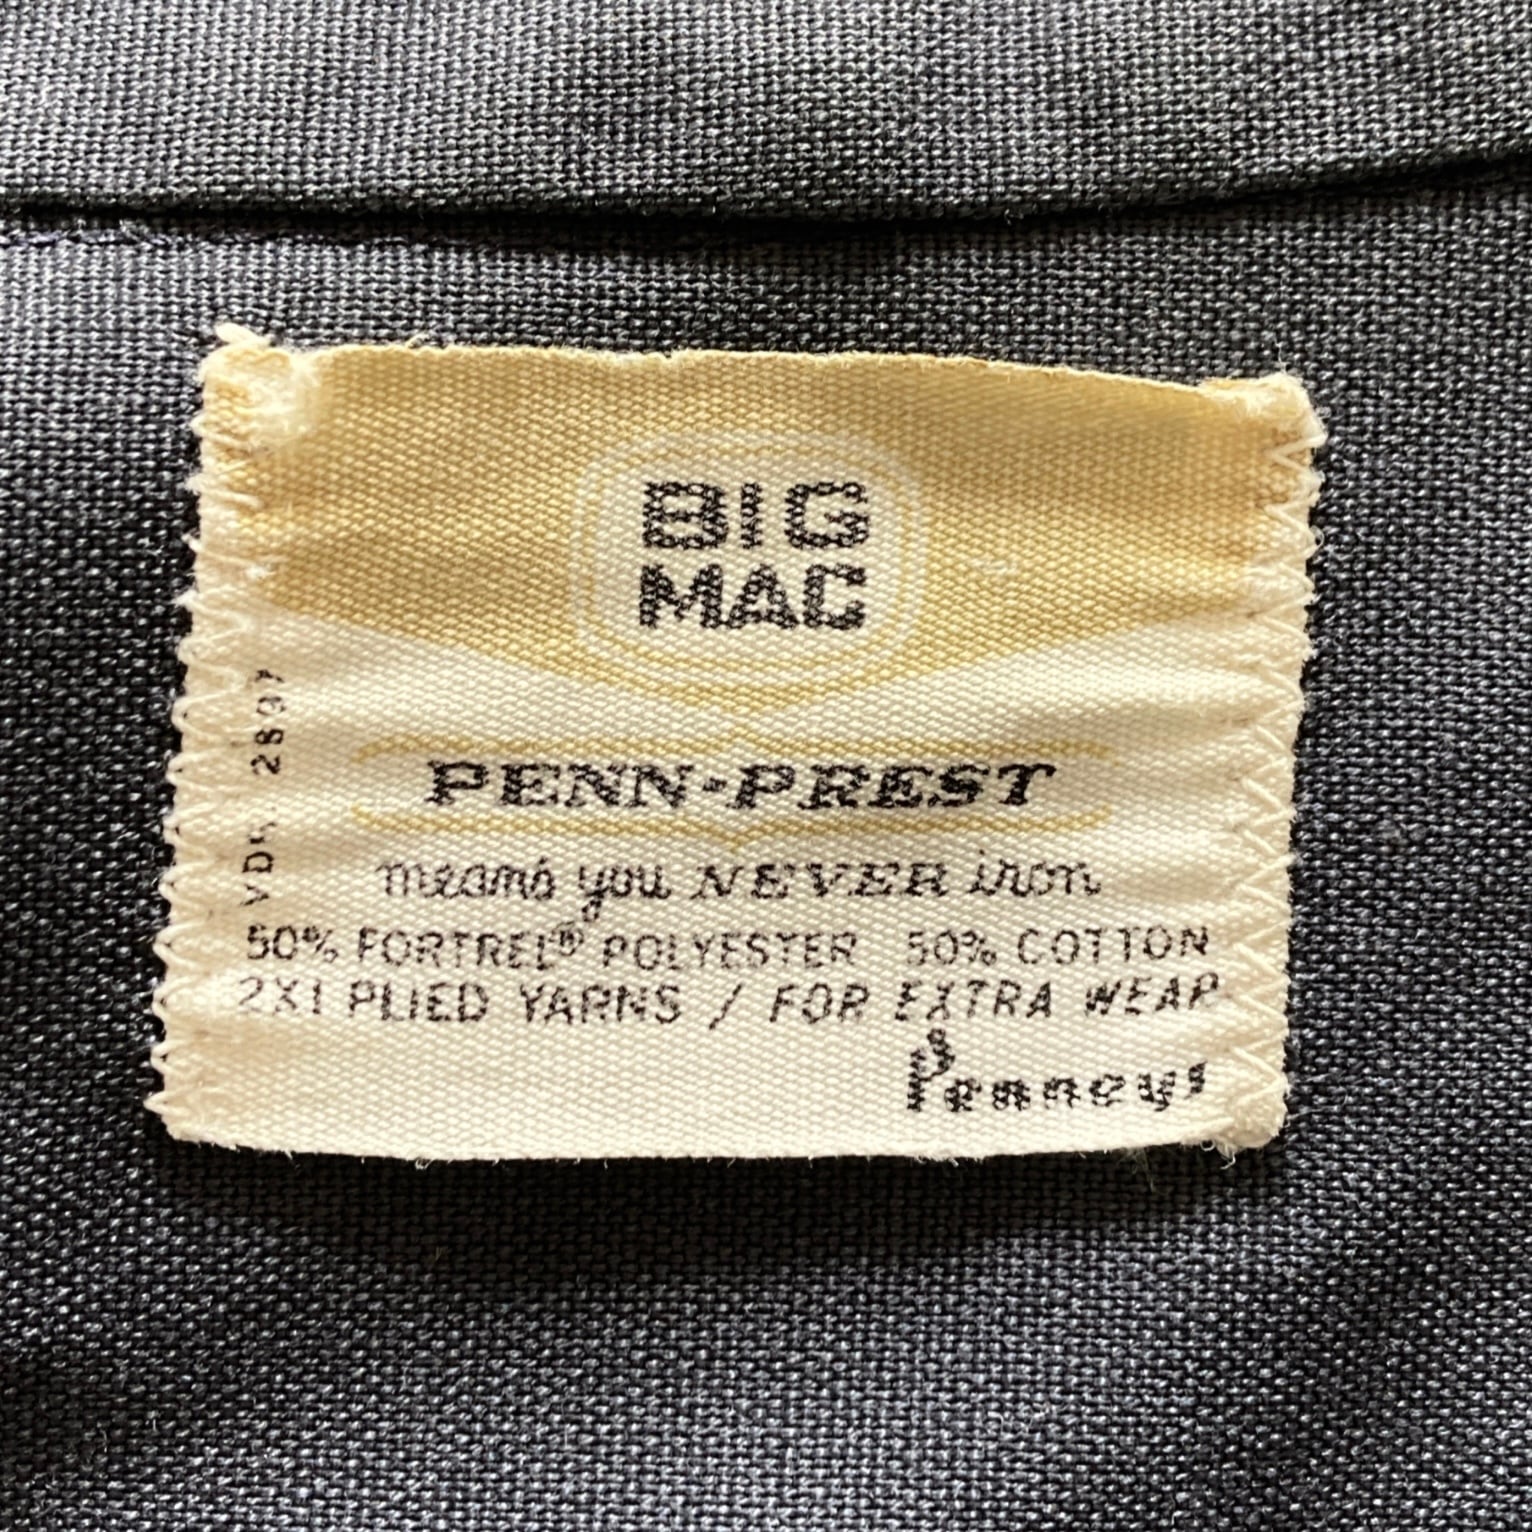 BIG
MAC
PENN-PREST
means you NEVER iron
50% FORTREL® POLYESTER 50% COTTON
2X1 PLIED YARNS / FOR EXTRA WEAR
Penneys